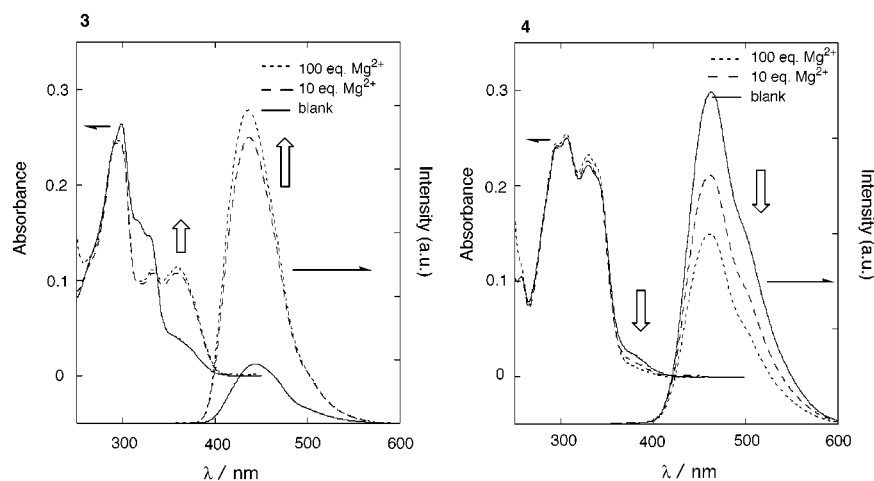 3
0.3
0.2
0.1
0
Absorbance
100 eq. Mg²⁺
10 eq. Mg²⁺
blank
Intensity (a.u.)
300
400
500
600
λ / nm
4
0.3
0.2
0.1
0
Absorbance
100 eq. Mg²⁺
10 eq. Mg²⁺
blank
Intensity (a.u.)
300
400
500
600
λ / nm